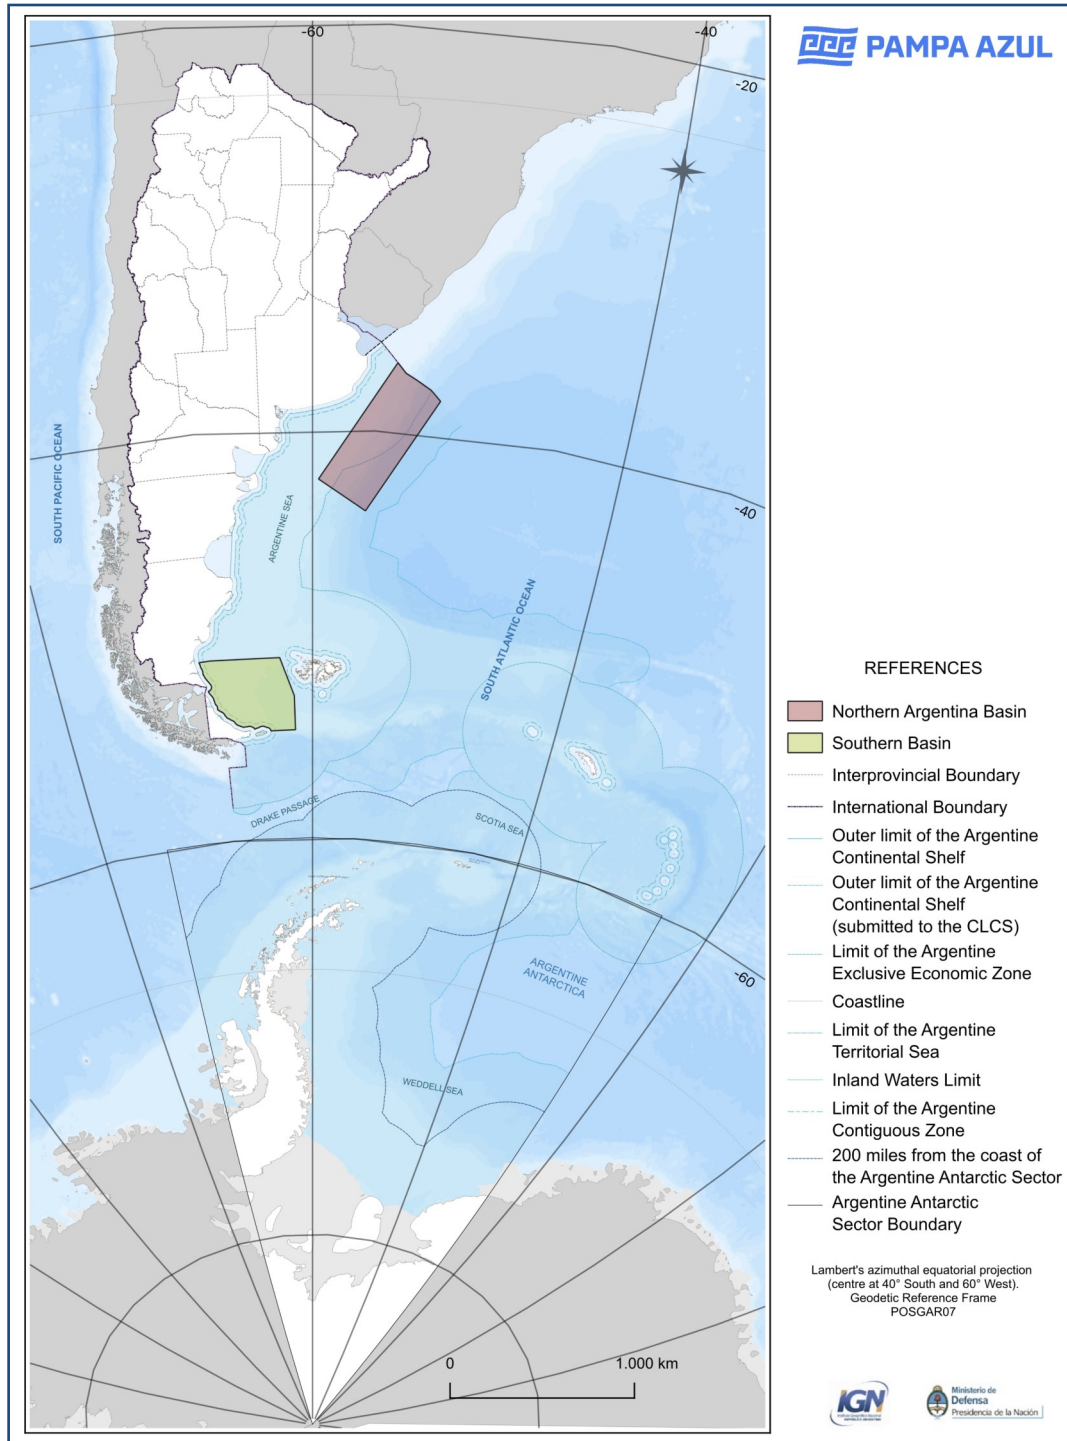 -60
-40
-20
PAMPA AZUL
SOUTH PACIFIC OCEAN
-40
ARGENTINE SEA
SOUTH ATLANTIC OCEAN
DRAKE PASSAGE
SCOTIA SEA
ARGENTINE
ANTARCTICA
-60
WEDDELL SEA
0
1.000 km
REFERENCES
Northern Argentina Basin
Southern Basin
Interprovincial Boundary
International Boundary
Outer limit of the Argentine
Continental Shelf
Outer limit of the Argentine
Continental Shelf
(submitted to the CLCS)
Limit of the Argentine
Exclusive Economic Zone
Coastline
Limit of the Argentine
Territorial Sea
Inland Waters Limit
Limit of the Argentine
Contiguous Zone
200 miles from the coast of
the Argentine Antarctic Sector
Argentine Antarctic
Sector Boundary
Lambert's azimuthal equatorial projection
(centre at 40° South and 60° West).
Geodetic Reference Frame
POSGAR07
IGN
Ministerio de
Defensa
Presidencia de la Nación